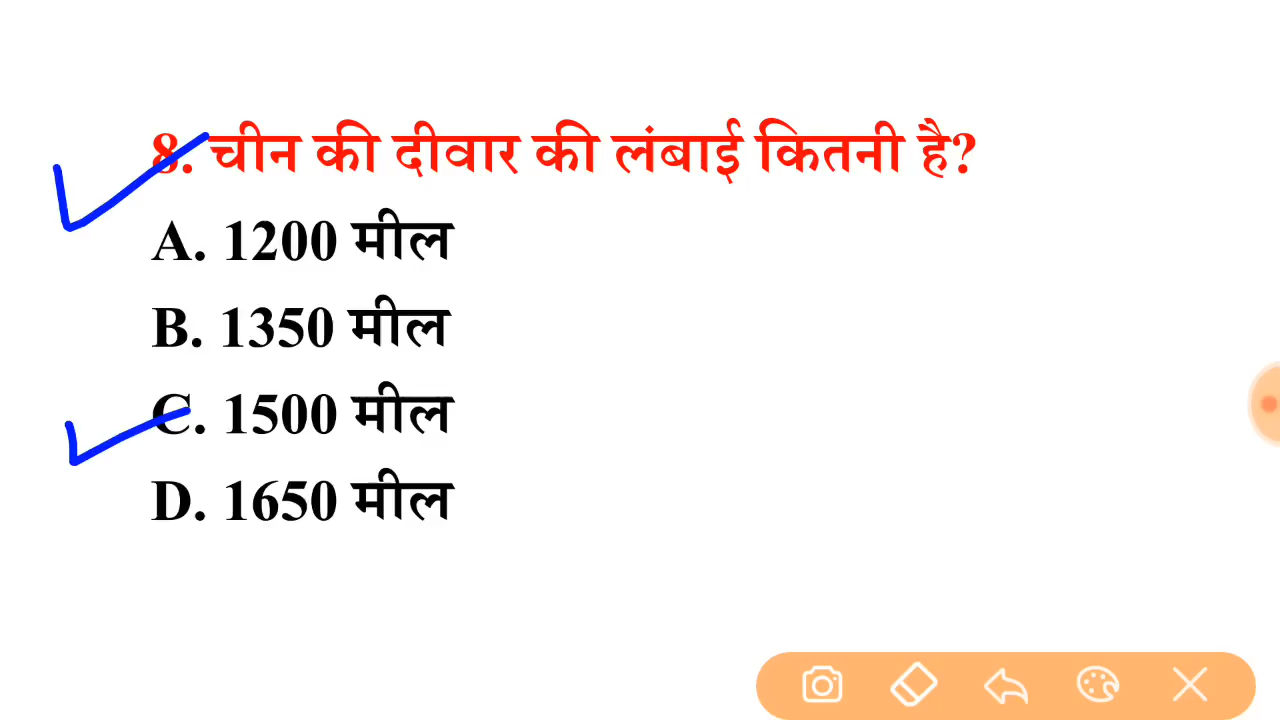 8. चीन की दीवार की लंबाई कितनी है?
A. 1200 मील
B. 1350 मील
C. 1500 मील
D. 1650 मील